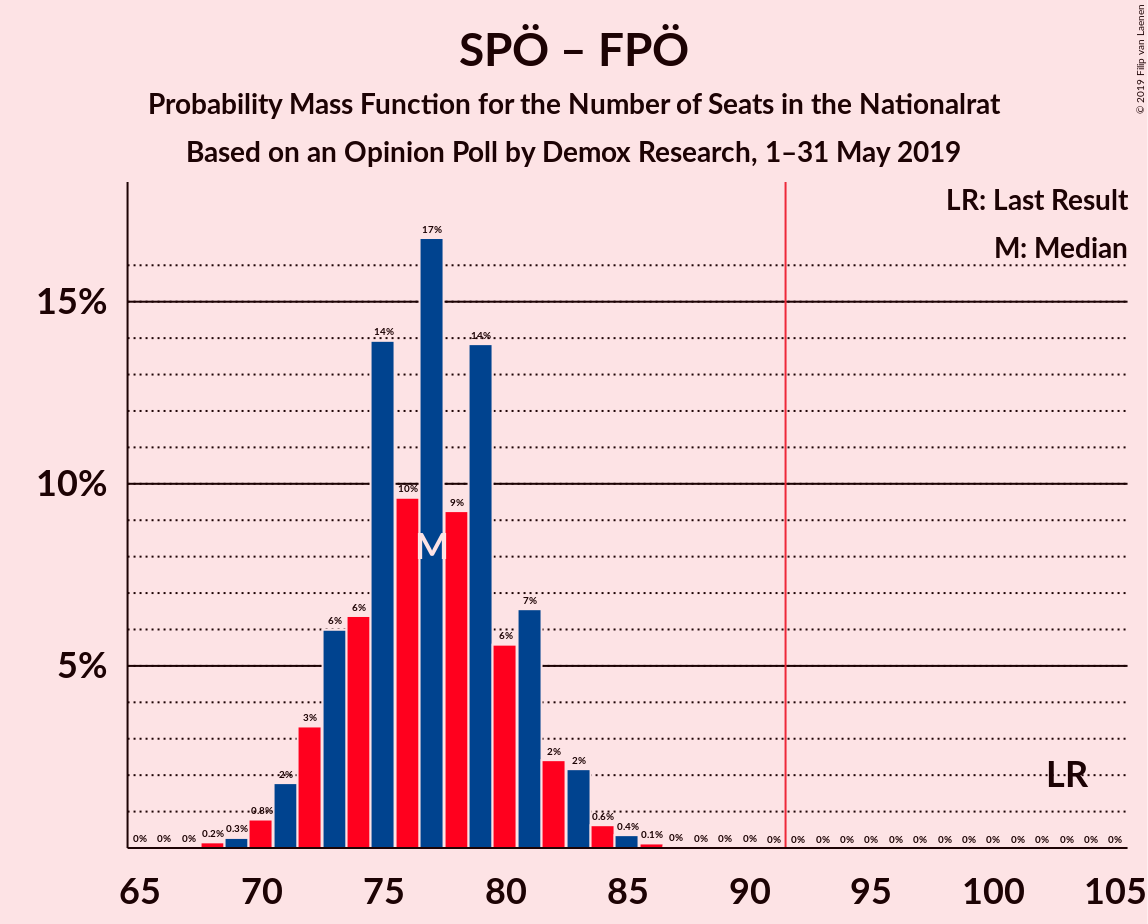 SPÖ – FPÖ
Probability Mass Function for the Number of Seats in the Nationalrat
Based on an Opinion Poll by Demox Research, 1–31 May 2019
© 2019 Filip van Laenen
LR: Last Result
M: Median
15%
10%
5%
0% 0% 0% 0.2% 0.3% 0.8% 2% 3% 6% 6% 14% 10% 17% 9% 14% 6% 7% 2% 2% 0.6% 0.4% 0.1% 0% 0% 0% 0% 0% 0% 0% 0% 0% 0% 0% 0% 0% 0% 0% 0% 0% 0% 0%
M
LR
65 70 75 80 85 90 95 100 105